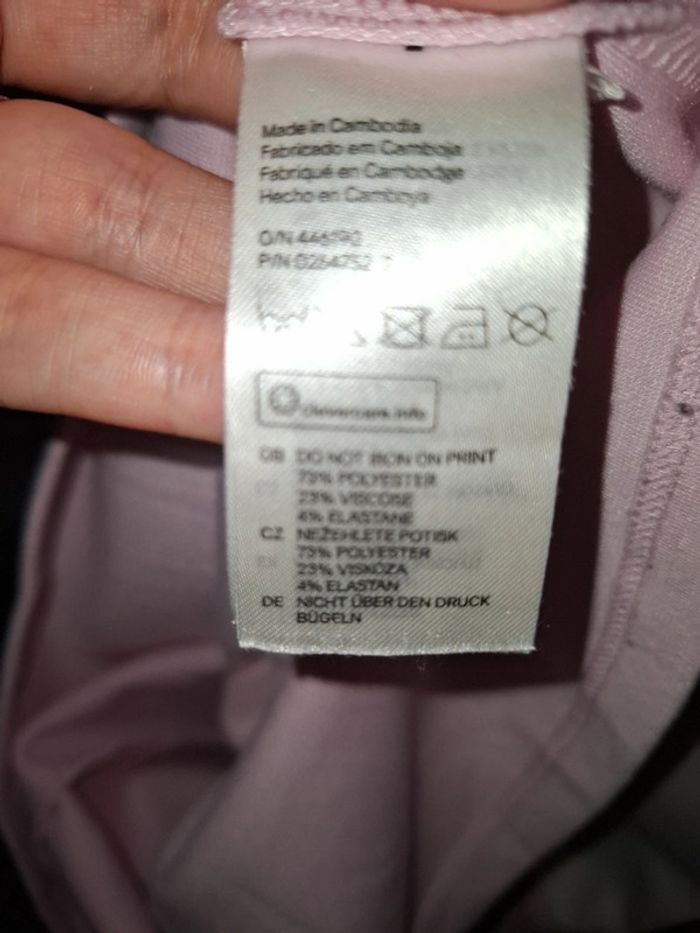 Made in Cambodia
Fabricado em Camboja
Fabriqué en Cambodge
Hecho en Camboya
O/N
P/N
clevercare.info
GB DO NOT IRON ON PRINT
73% POLYESTER
23% VISCOSE
4% ELASTANE
CZ NEŽEHLETE POTISK
73% POLYESTER
23% VISKÓZA
4% ELASTAN
DE NICHT ÜBER DEN DRUCK
BÜGELN